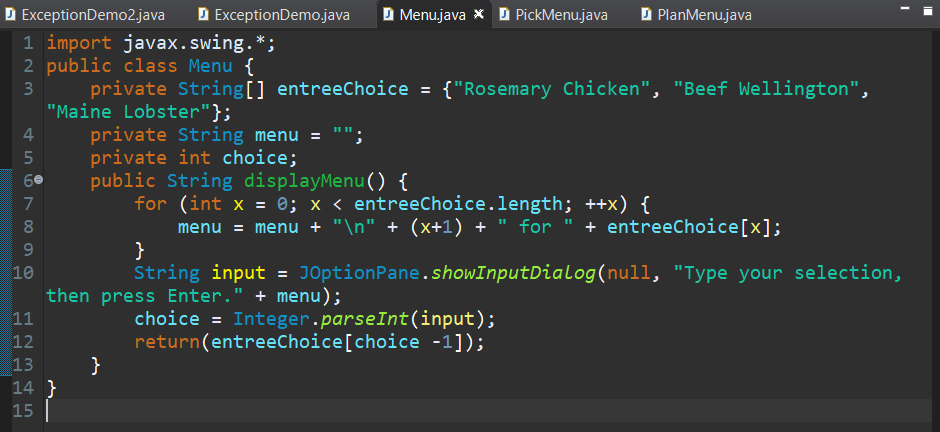 ExceptionDemo2.java ExceptionDemo.java Menu.java PickMenu.java PlanMenu.java
1 import javax.swing.*;
2 public class Menu {
3 private String[] entreeChoice = {"Rosemary Chicken", "Beef Wellington",
"Maine Lobster"};
4 private String menu = "";
5 private int choice;
6 public String displayMenu() {
7 for (int x = 0; x < entreeChoice.length; ++x) {
8 menu = menu + "\n" + (x+1) + " for " + entreeChoice[x];
9 }
10 String input = JOptionPane.showInputDialog(null, "Type your selection,
then press Enter." + menu);
11 choice = Integer.parseInt(input);
12 return(entreeChoice[choice -1]);
13 }
14 }
15